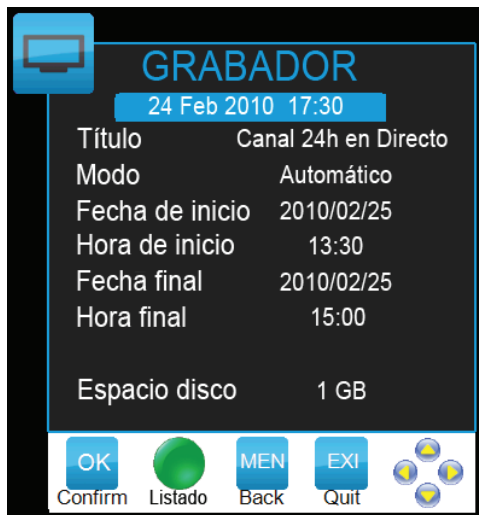 GRABADOR
24 Feb 2010 17:30
Título Canal 24h en Directo
Modo Automático
Fecha de inicio 2010/02/25
Hora de inicio 13:30
Fecha final 2010/02/25
Hora final 15:00
Espacio disco 1 GB
OK MEN EXI
Confirm Listado Back Quit